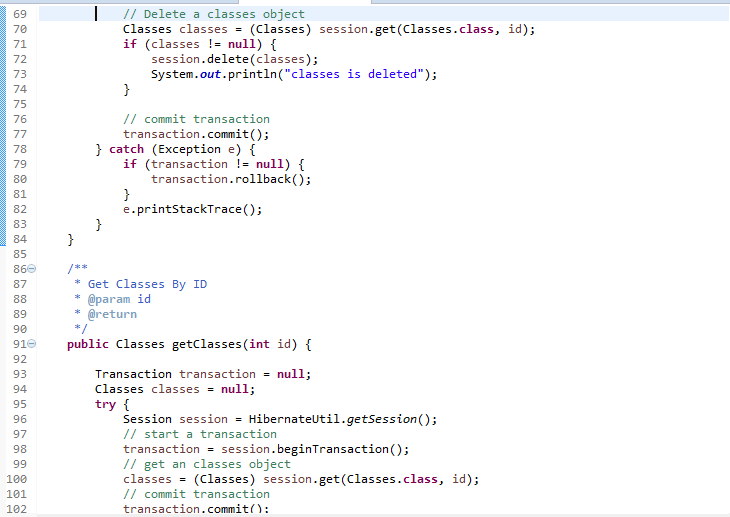 69 // Delete a classes object
70 Classes classes = (Classes) session.get(Classes.class, id);
71 if (classes != null) {
72 session.delete(classes);
73 System.out.println("classes is deleted");
74 }
75
76 // commit transaction
77 transaction.commit();
78 } catch (Exception e) {
79 if (transaction != null) {
80 transaction.rollback();
81 }
82 e.printStackTrace();
83 }
84 }
85
86 /**
87 * Get Classes By ID
88 * @param id
89 * @return
90 */
91 public Classes getClasses(int id) {
92
93 Transaction transaction = null;
94 Classes classes = null;
95 try {
96 Session session = HibernateUtil.getSession();
97 // start a transaction
98 transaction = session.beginTransaction();
99 // get an classes object
100 classes = (Classes) session.get(Classes.class, id);
101 // commit transaction
102 transaction.commit();